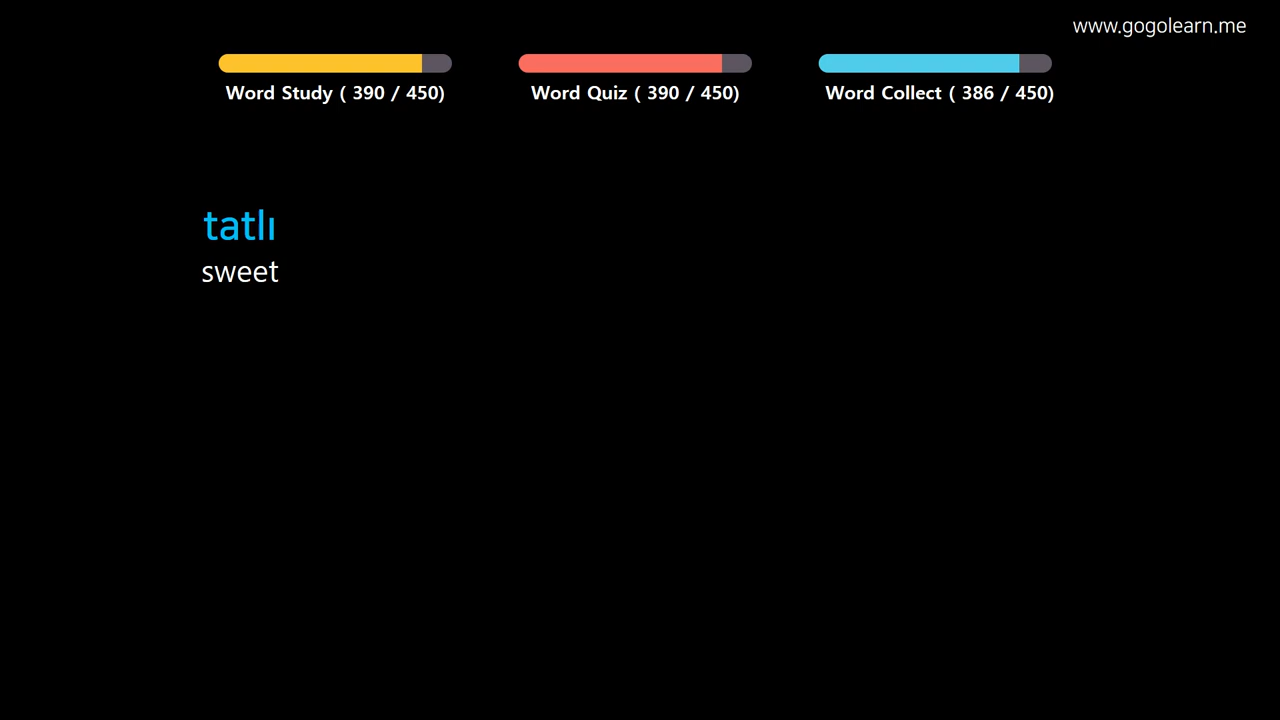 www.gogolearn.me
Word Study ( 390 / 450)
Word Quiz ( 390 / 450)
Word Collect ( 386 / 450)
tatlı
sweet